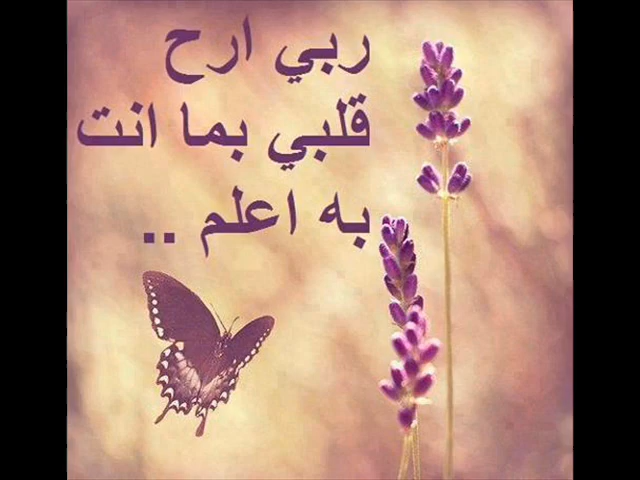 ربي ارح
قلبي بما انت
به اعلم ..